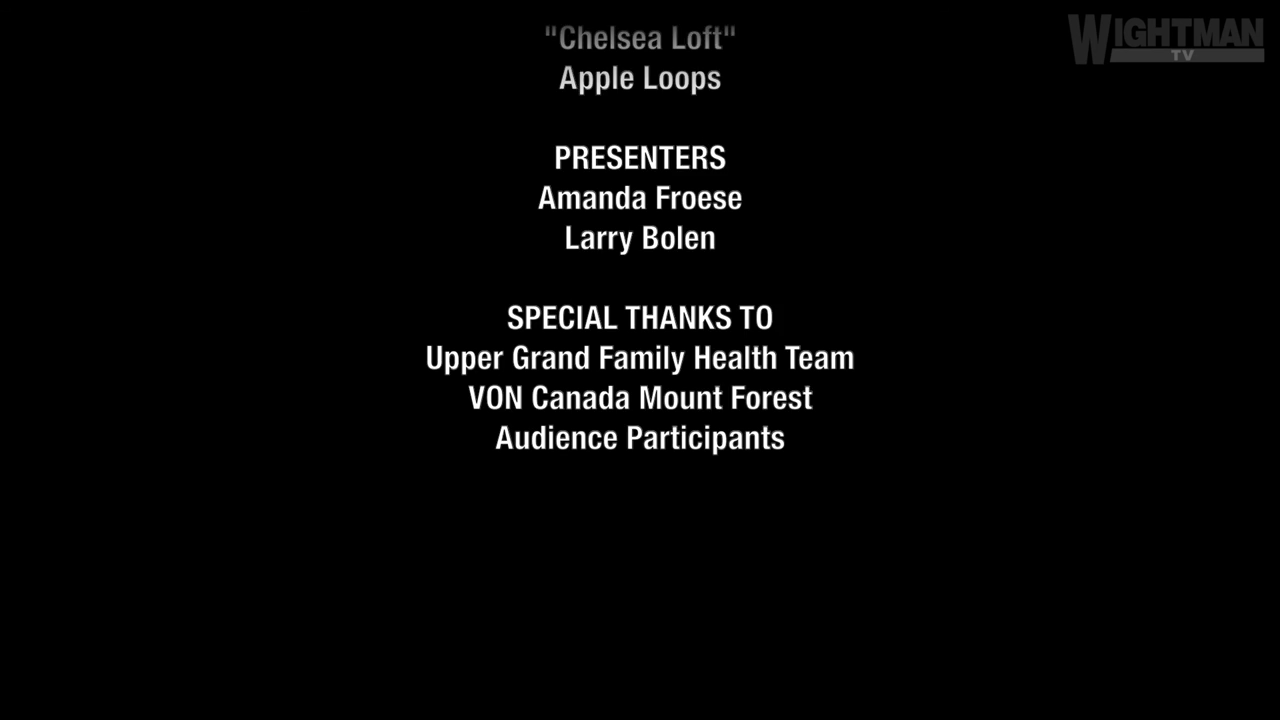 "Chelsea Loft"
Apple Loops
WIGHTMAN
TV
PRESENTERS
Amanda Froese
Larry Bolen
SPECIAL THANKS TO
Upper Grand Family Health Team
VON Canada Mount Forest
Audience Participants